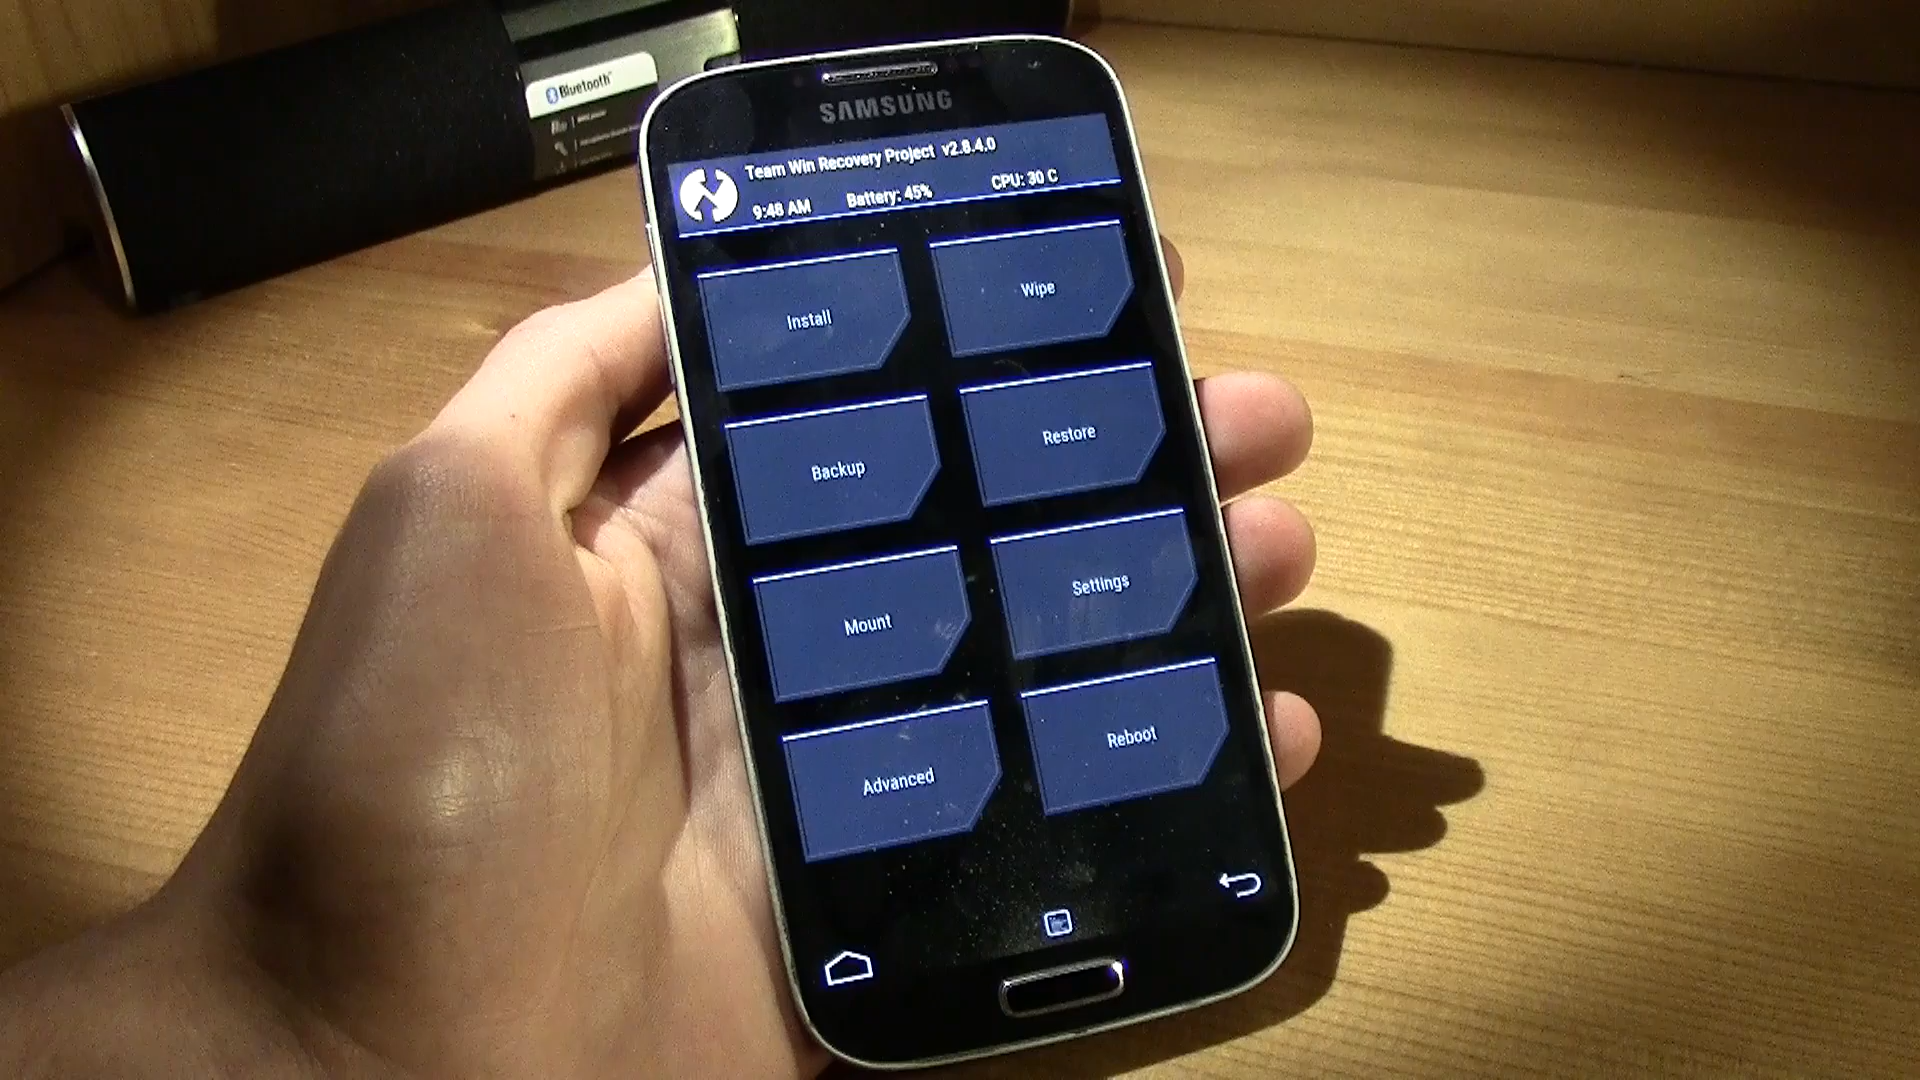 Bluetooth
SAMSUNG
Team Win Recovery Project v2.8.4.0
9:48 AM Battery: 45% CPU: 30 C
Install
Wipe
Backup
Restore
Mount
Settings
Advanced
Reboot